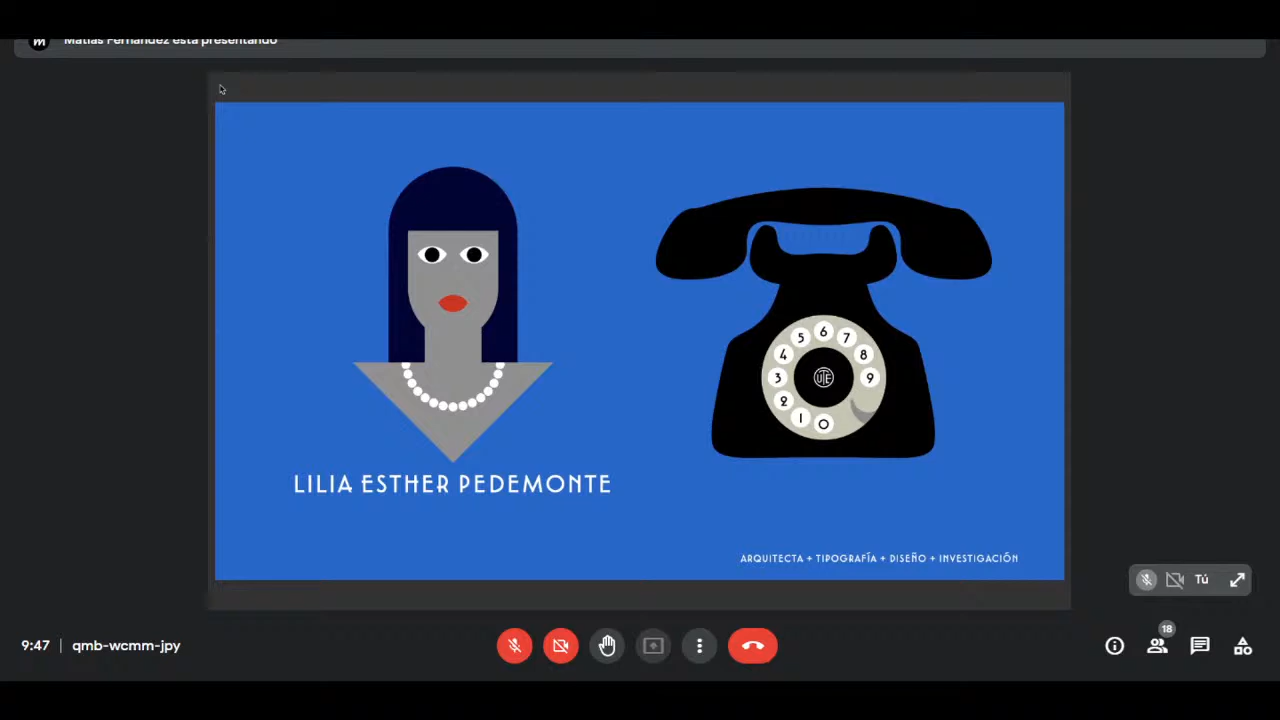 Matías Fernández está presentando
6
5 7
4 8
3 UTE 9
2
1 0
LILIA ESTHER PEDEMONTE
ARQUITECTA + TIPOGRAFÍA + DISEÑO + INVESTIGACIÓN
Tú
9:47 | qmb-wcmm-jpy
18